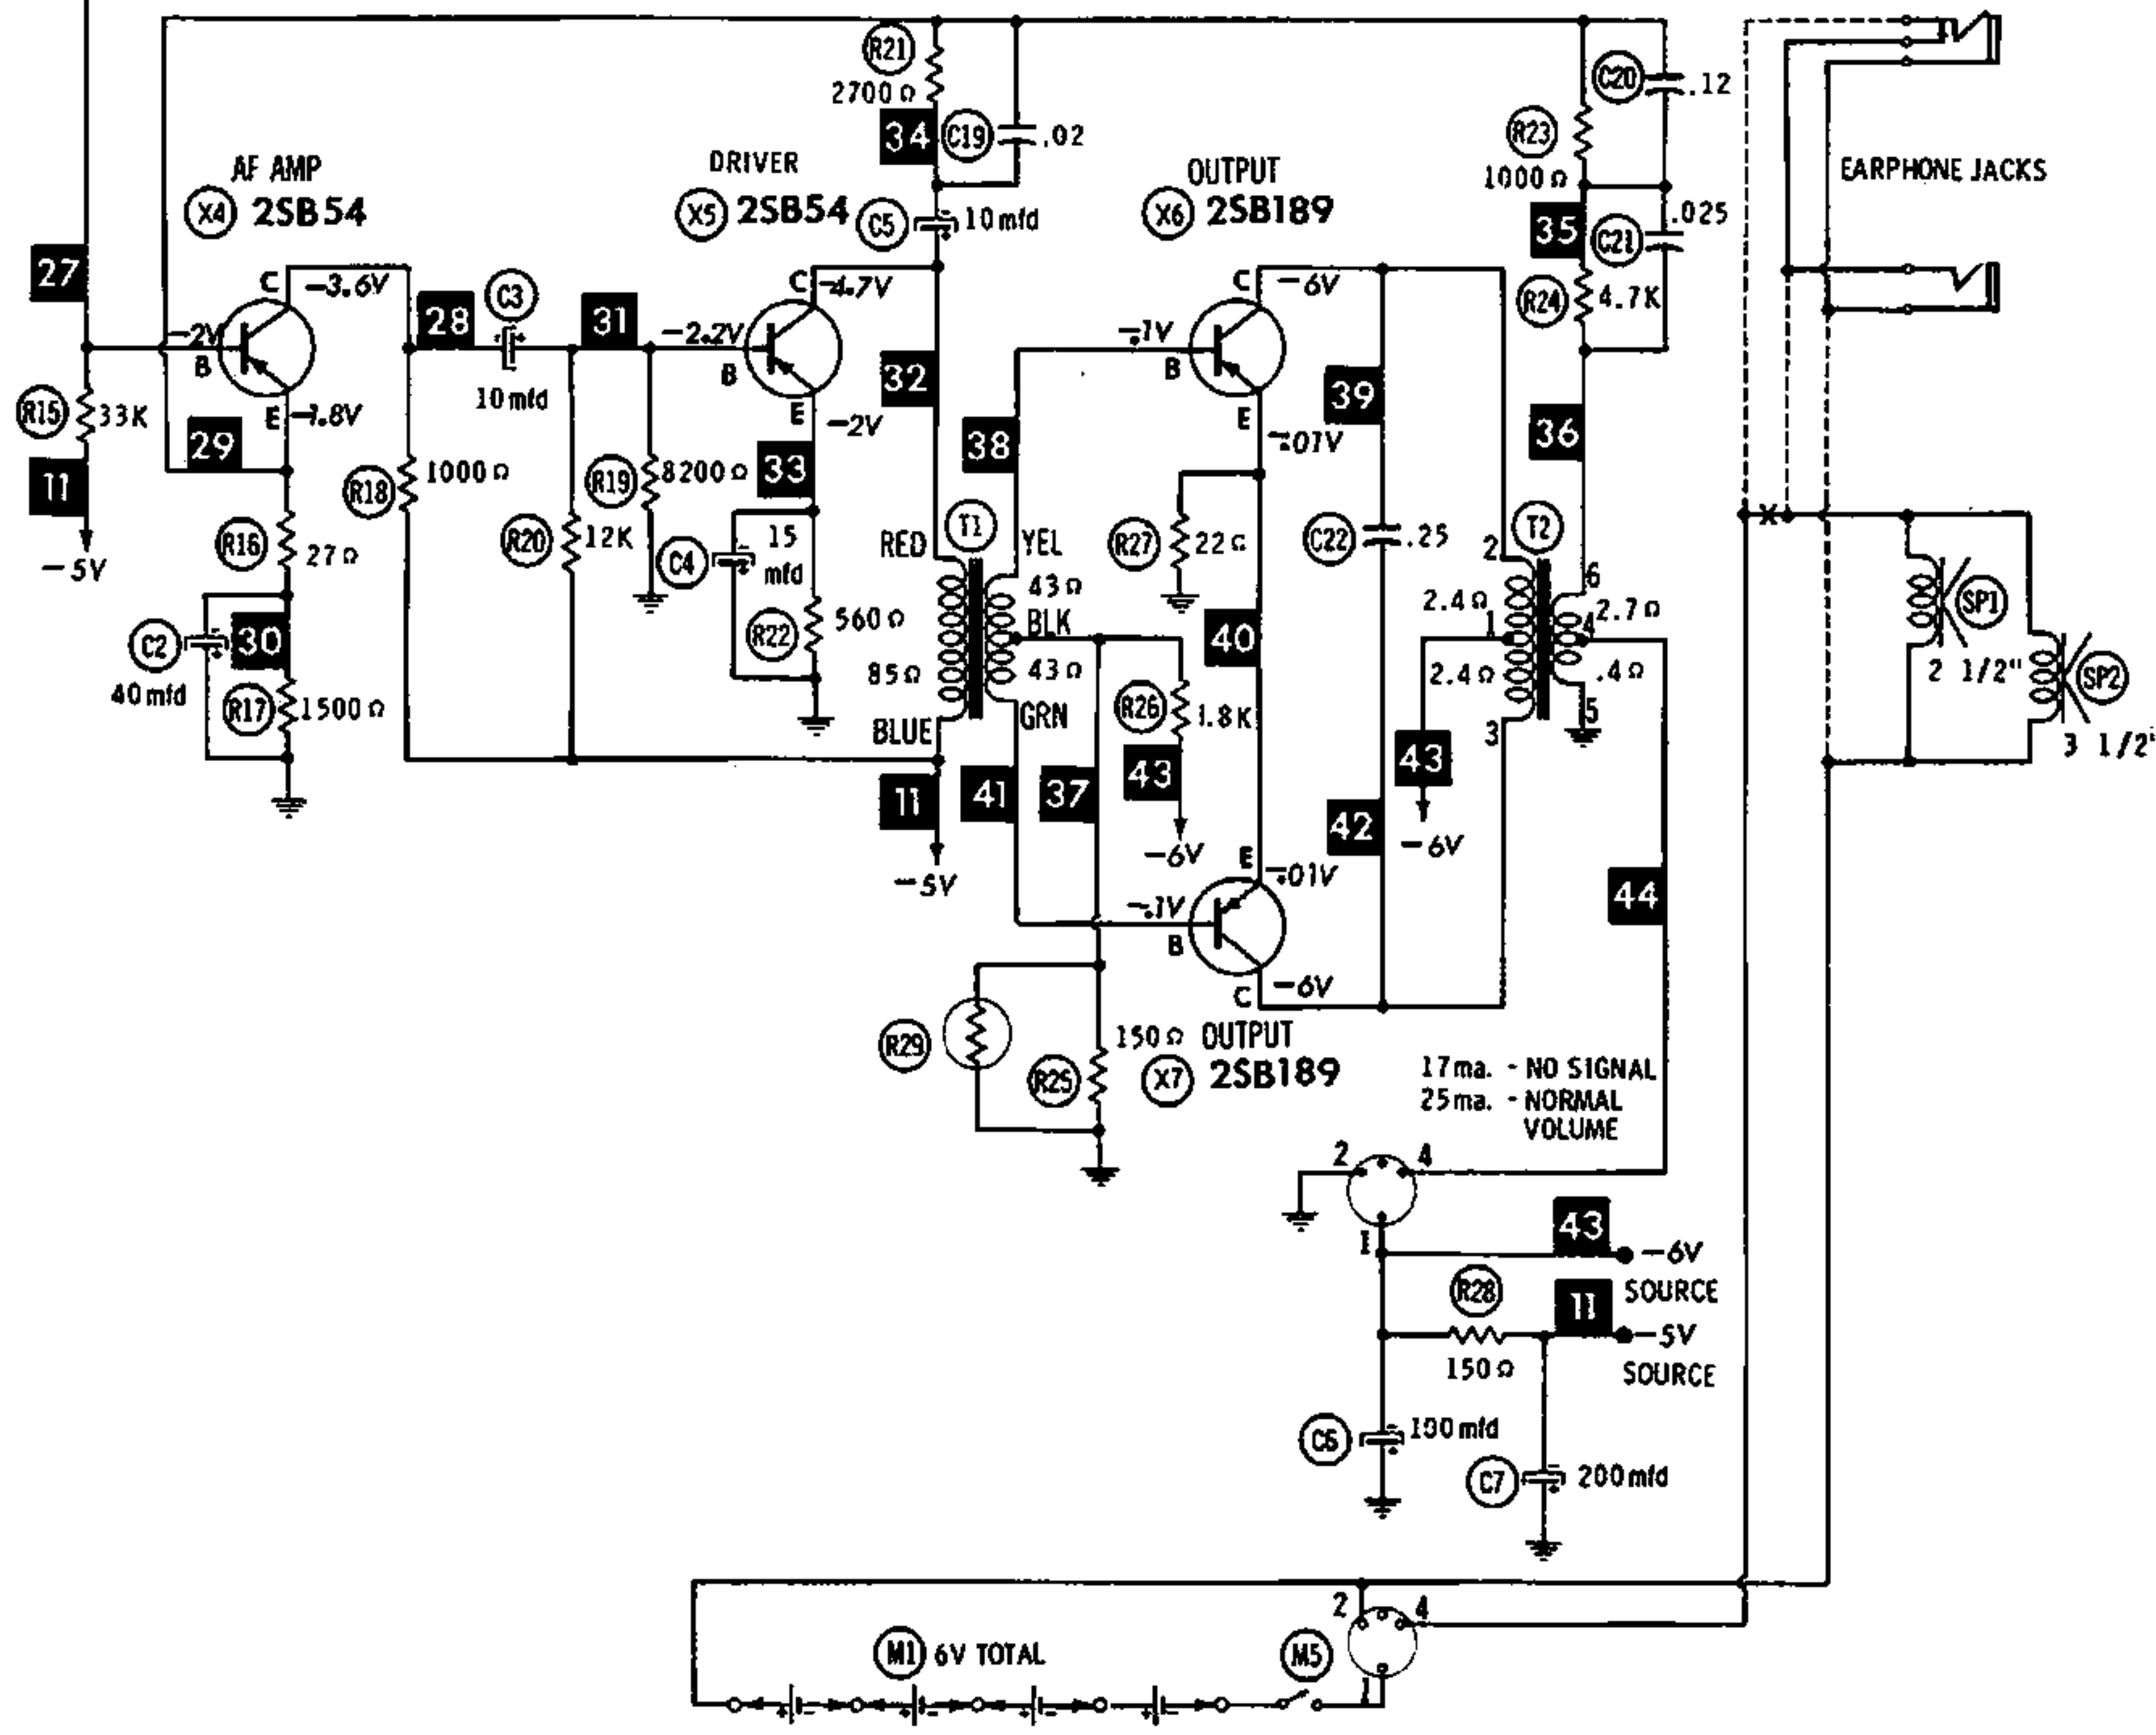 R21
2700 Ω
34
C19
.02
C20
.12
R23
1000 Ω
EARPHONE JACKS
AF AMP
X4 2SB54
DRIVER
X5 2SB54
C5
10 mfd
OUTPUT
X6 2SB189
35
C21
.025
27
C
-3.6V
28
C3
31
C
-4.7V
C
-6V
R24
4.7K
-2V
B
-2.2V
B
-.1V
B
32
39
36
10 mfd
R15
33K
E
-1.8V
29
E
-2V
E
-.01V
38
11
R18
1000 Ω
R19
8200 Ω
33
R16
27 Ω
R20
12K
C4
15
mfd
RED
T1
YEL
R27
22 Ω
C22
.25
2
T2
-5V
43 Ω
BLK
6
2.4 Ω
2.7 Ω
SP1
C2
30
40 mfd
R17
1500 Ω
R22
560 Ω
85 Ω
43 Ω
40
1
4
2.4 Ω
.4 Ω
2 1/2"
SP2
3 1/2"
BLUE
GRN
R26
1.8K
3
5
11
41
37
43
43
42
-5V
-6V
-6V
E
-.01V
44
-.1V
B
C
-6V
R29
R25
150 Ω
OUTPUT
X7 2SB189
17 ma. - NO SIGNAL
25 ma. - NORMAL
VOLUME
2
4
1
43
-6V
SOURCE
R28
150 Ω
11
-5V
SOURCE
C6
100 mfd
C7
200 mfd
2
4
M1 6V TOTAL
M5
1